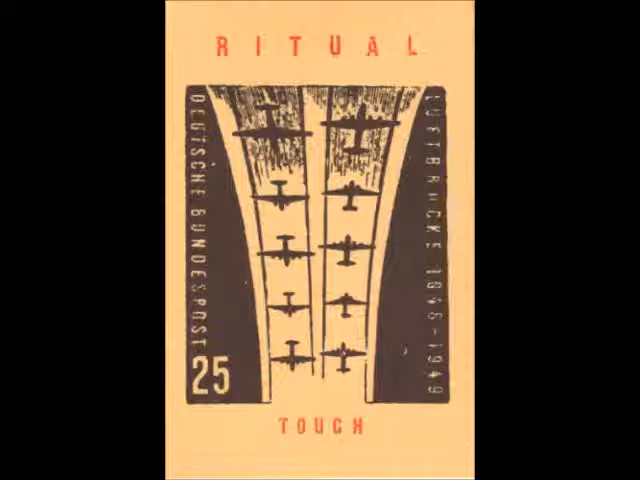 RITUAL
DEUTSCHE BUNDESPOST
LUFTBRÜCKE 1948-1949
25
TOUCH